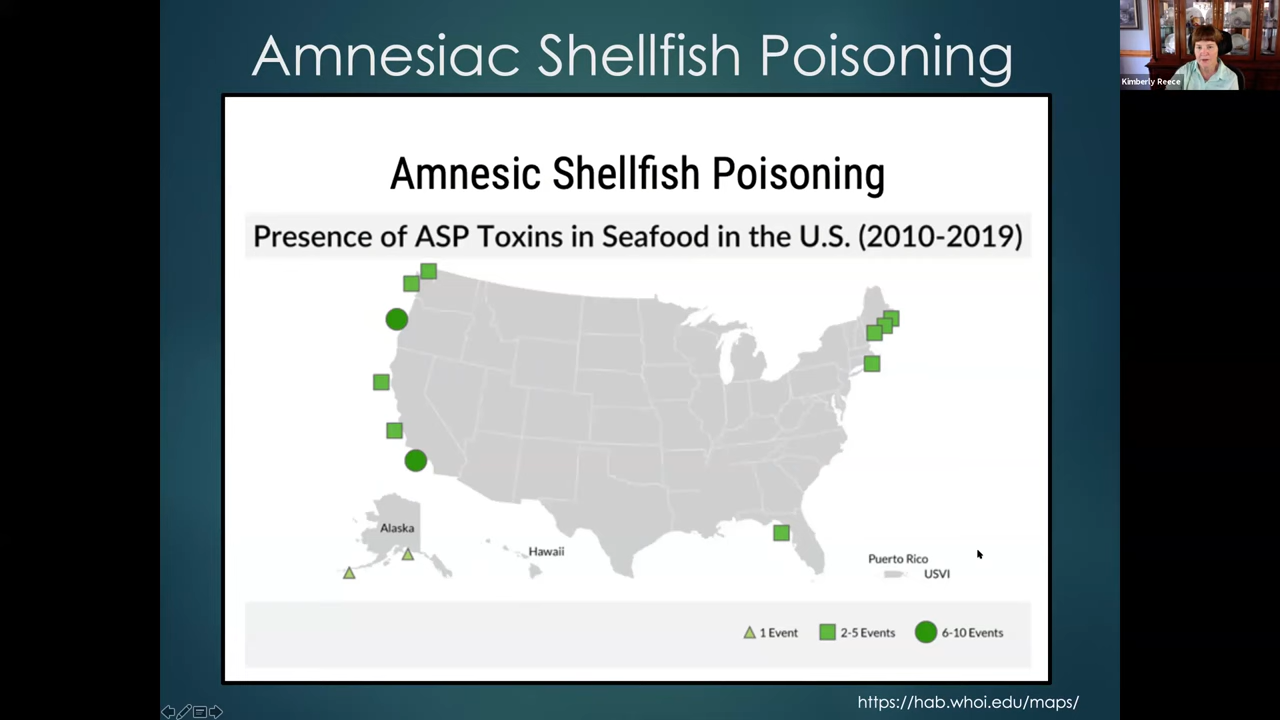 Amnesiac Shellfish Poisoning
Kimberly Reece
Amnesic Shellfish Poisoning
Presence of ASP Toxins in Seafood in the U.S. (2010-2019)
Alaska
Hawaii
Puerto Rico
USVI
1 Event
2-5 Events
6-10 Events
https://hab.whoi.edu/maps/